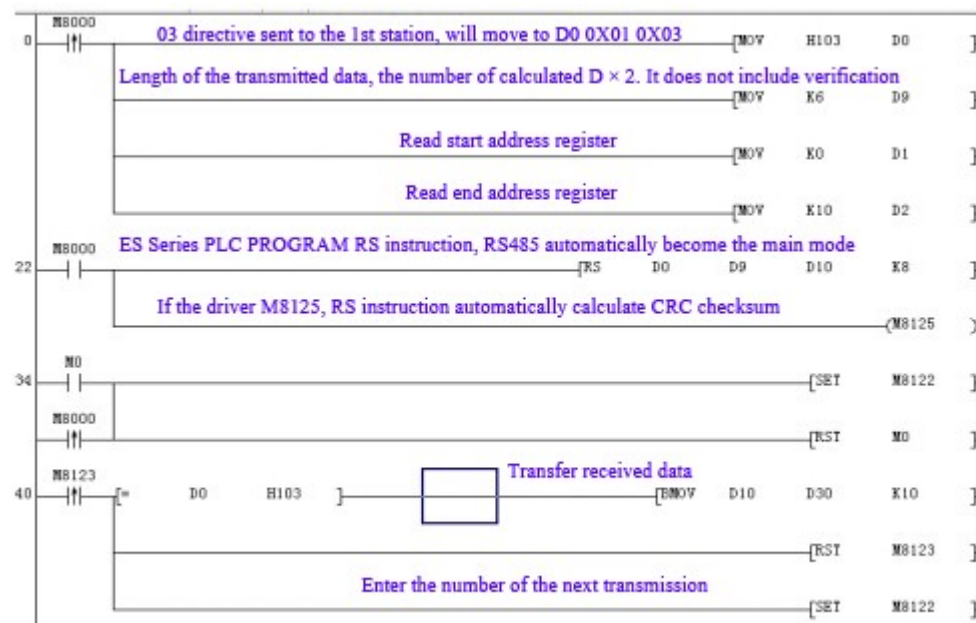 M8000
03 directive sent to the 1st station, will move to D0 0X01 0X03
0 [MOV H103 D0 ]
Length of the transmitted data, the number of calculated D × 2. It does not include verification
[MOV K6 D9 ]
Read start address register
[MOV K0 D1 ]
Read end address register
[MOV K10 D2 ]
M8000 ES Series PLC PROGRAM RS instruction, RS485 automatically become the main mode
22 [RS D0 D9 D10 K8 ]
If the driver M8125, RS instruction automatically calculate CRC checksum
(M8125 )
M0
34 [SET M8122 ]
M8000
[RST M0 ]
M8123 Transfer received data
40 [= D0 H103 ] [BMOV D10 D30 K10 ]
[RST M8123 ]
Enter the number of the next transmission
[SET M8122 ]